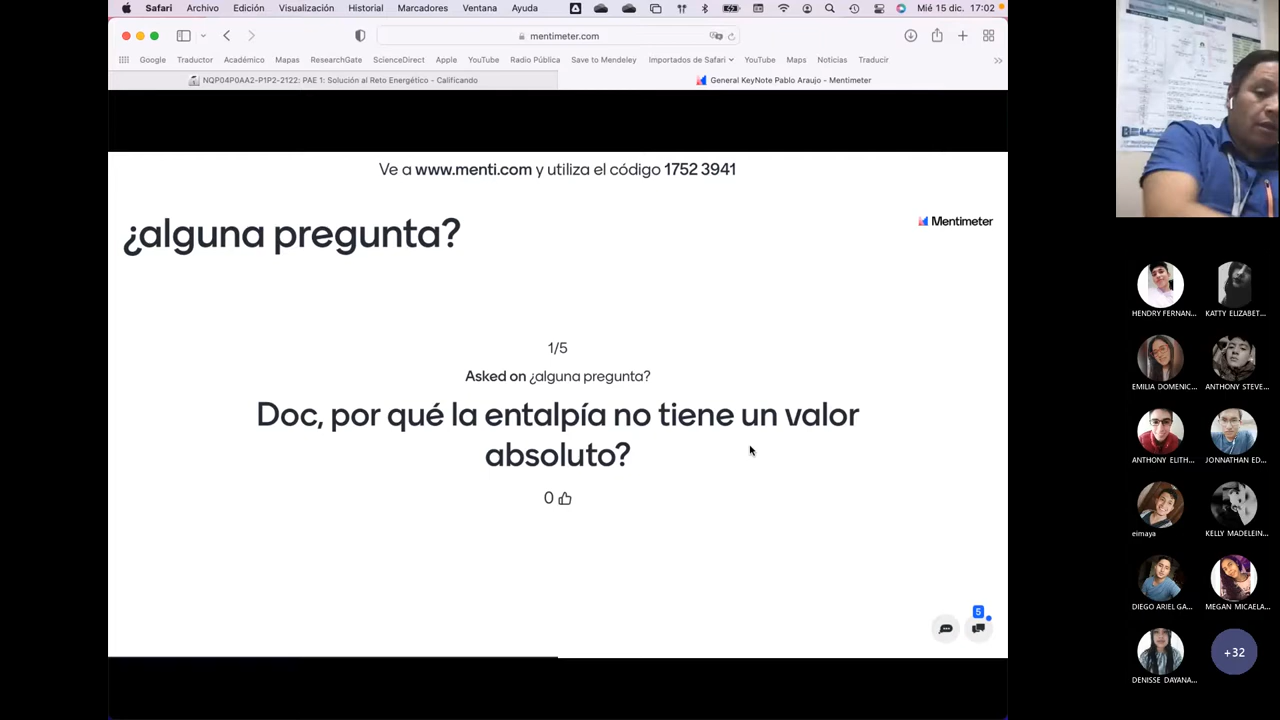 Safari Archivo Edición Visualización Historial Marcadores Ventana Ayuda Mié 15 dic. 17:02
mentimeter.com
Google Traductor Académico Mapas ResearchGate ScienceDirect Apple YouTube Radio Pública Save to Mendeley Importados de Safari YouTube Maps Noticias Traducir
NQP04P0AA2-P1P2-2122: PAE 1: Solución al Reto Energético - Calificando
General KeyNote Pablo Araujo - Mentimeter
Ve a www.menti.com y utiliza el código 1752 3941
¿alguna pregunta?
Mentimeter
1/5
Asked on ¿alguna pregunta?
Doc, por qué la entalpía no tiene un valor
absoluto?
0
5
HENDRY FERNAN... KATTY ELIZABET...
EMILIA DOMENIC... ANTHONY STEVE...
ANTHONY ELITH... JONNATHAN ED...
eimaya KELLY MADELEIN...
DIEGO ARIEL GA... MEGAN MICAELA...
+32
DENISSE DAYANA...